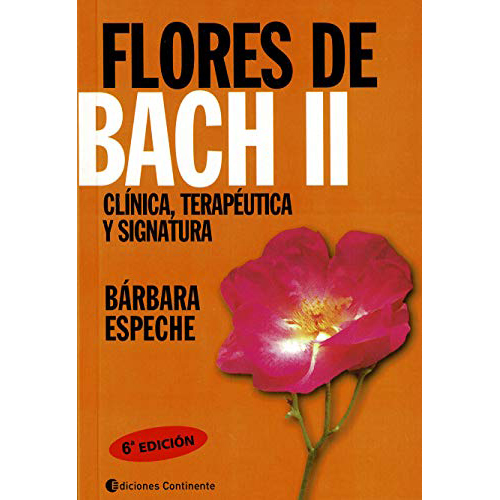 FLORES DE
BACH II
CLÍNICA, TERAPÉUTICA
Y SIGNATURA
BÁRBARA
ESPECHE
6ª EDICIÓN
Ediciones Continente